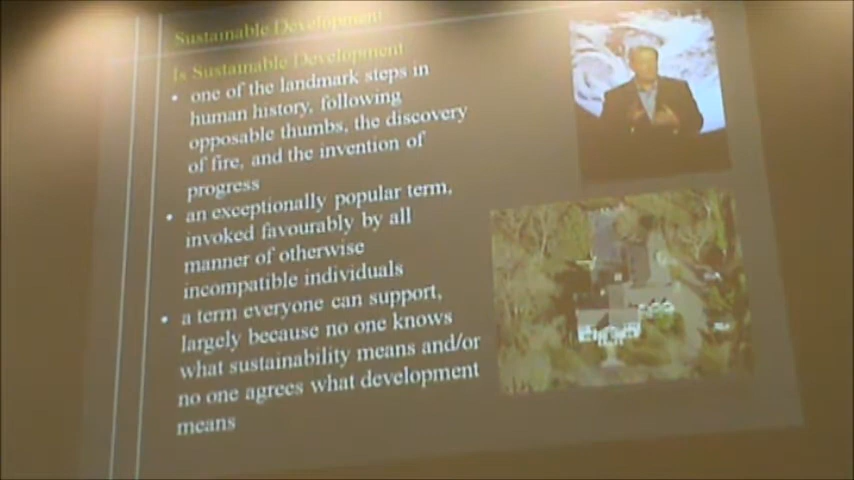 Sustainable Development
Is Sustainable Development
• one of the landmark steps in
human history, following
opposable thumbs, the discovery
of fire, and the invention of
progress
• an exceptionally popular term,
invoked favourably by all
manner of otherwise
incompatible individuals
• a term everyone can support,
largely because no one knows
what sustainability means and/or
no one agrees what development
means